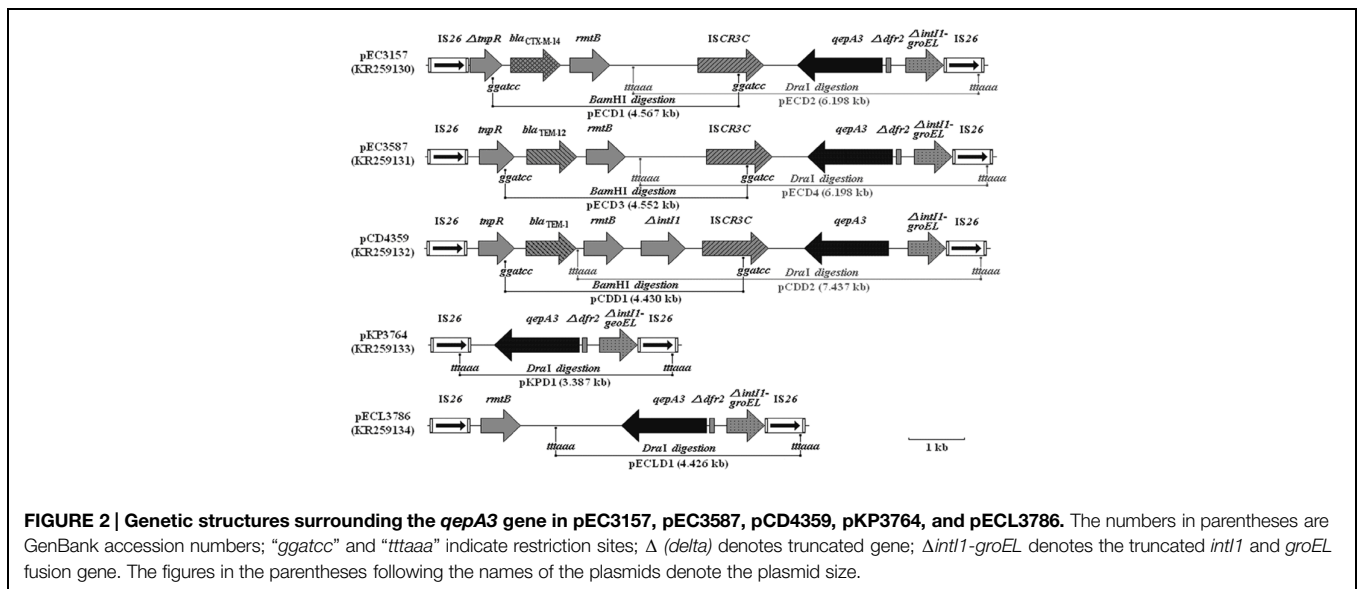 IS26 ΔtnpR bla CTX-M-14 rmtB ISCR3C qepA3 Δdfr2 ΔintI1-groEL IS26
pEC3157
(KR259130)
ggatcc tttaaa ggatcc DraI digestion tttaaa
BamHI digestion pECD2 (6.198 kb)
pECD1 (4.567 kb)
IS26 tnpR bla TEM-12 rmtB ISCR3C qepA3 Δdfr2 ΔintI1-groEL IS26
pEC3587
(KR259131)
ggatcc tttaaa ggatcc DraI digestion tttaaa
BamHI digestion pECD4 (6.198 kb)
pECD3 (4.552 kb)
IS26 tnpR bla TEM-1 rmtB ΔintI1 ISCR3C qepA3 ΔintI1-groEL IS26
pCD4359
(KR259132)
ggatcc tttaaa ggatcc DraI digestion tttaaa
BamHI digestion pCDD2 (7.437 kb)
pCDD1 (4.430 kb)
IS26 qepA3 Δdfr2 ΔintI1-geoEL IS26
pKP3764
(KR259133)
tttaaa DraI digestion tttaaa
pKPD1 (3.387 kb)
IS26 rmtB qepA3 Δdfr2 ΔintI1-groEL IS26
pECL3786
(KR259134)
tttaaa DraI digestion tttaaa
pECLD1 (4.426 kb)
1 kb
FIGURE 2 | Genetic structures surrounding the qepA3 gene in pEC3157, pEC3587, pCD4359, pKP3764, and pECL3786. The numbers in parentheses are
GenBank accession numbers; “ggatcc” and “tttaaa” indicate restriction sites; Δ (delta) denotes truncated gene; ΔintI1-groEL denotes the truncated intI1 and groEL
fusion gene. The figures in the parentheses following the names of the plasmids denote the plasmid size.